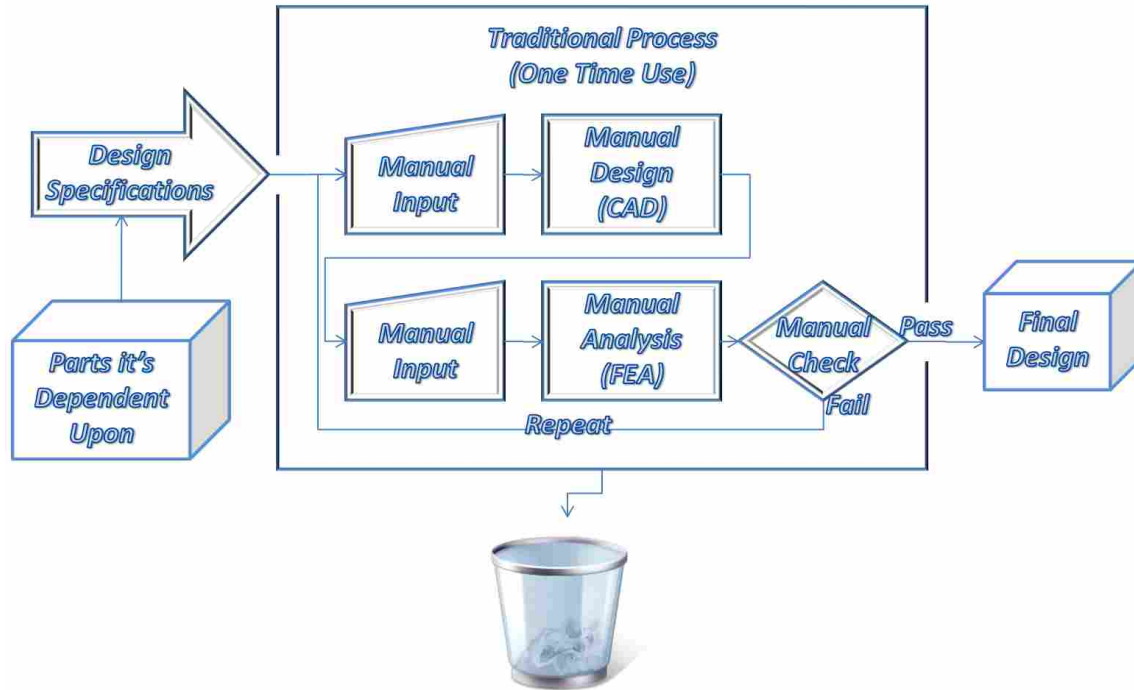 Traditional Process
(One Time Use)
Design
Specifications
Manual
Input
Manual
Design
(CAD)
Parts it's
Dependent
Upon
Manual
Input
Manual
Analysis
(FEA)
Manual
Check
Pass
Fail
Repeat
Final
Design